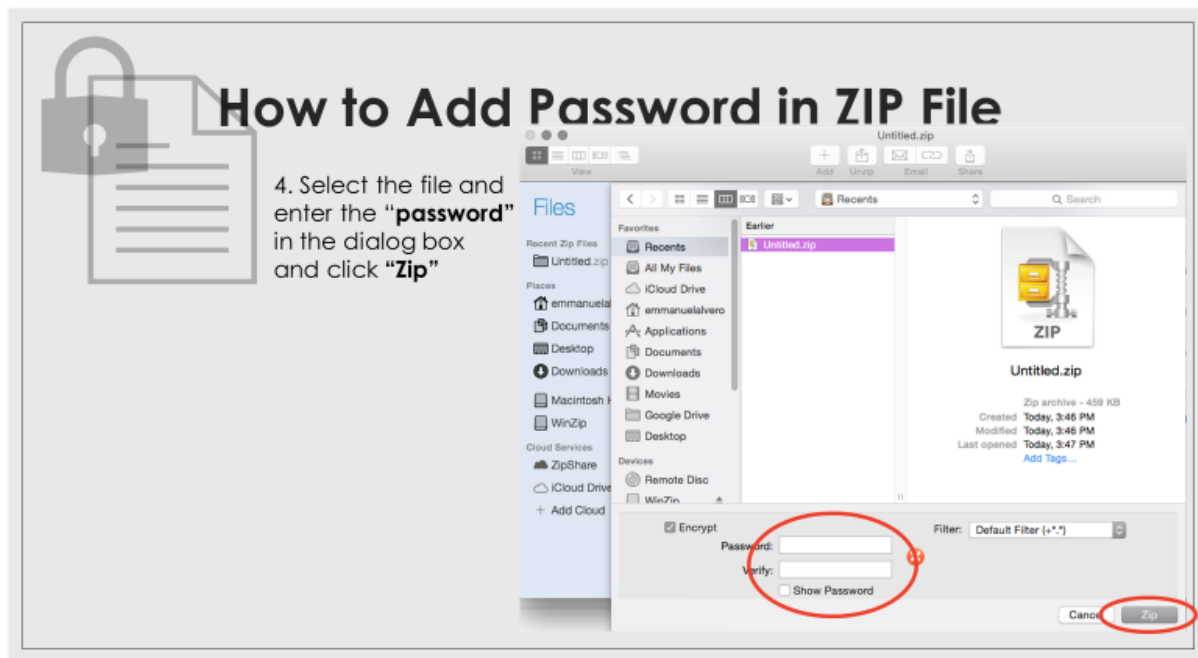 How to Add Password in ZIP File
4. Select the file and
enter the “password”
in the dialog box
and click “Zip”
Untitled.zip
View
Add
Unzip
Email
Share
Files
Recent Zip Files
Untitled.zip
Places
emmanuelal
Documents
Desktop
Downloads
Macintosh H
WinZip
Cloud Services
ZipShare
iCloud Drive
+ Add Cloud
Recents
Search
Favorites
Recents
All My Files
iCloud Drive
emmanuelalvero
Applications
Documents
Downloads
Movies
Google Drive
Desktop
Devices
Remote Disc
WinZip
Earlier
Untitled.zip
ZIP
Untitled.zip
Zip archive - 459 KB
Created Today, 3:46 PM
Modified Today, 3:46 PM
Last opened Today, 3:47 PM
Add Tags...
Encrypt
Password:
Verify:
Show Password
Filter: Default Filter (+*.*)
Cancel
Zip